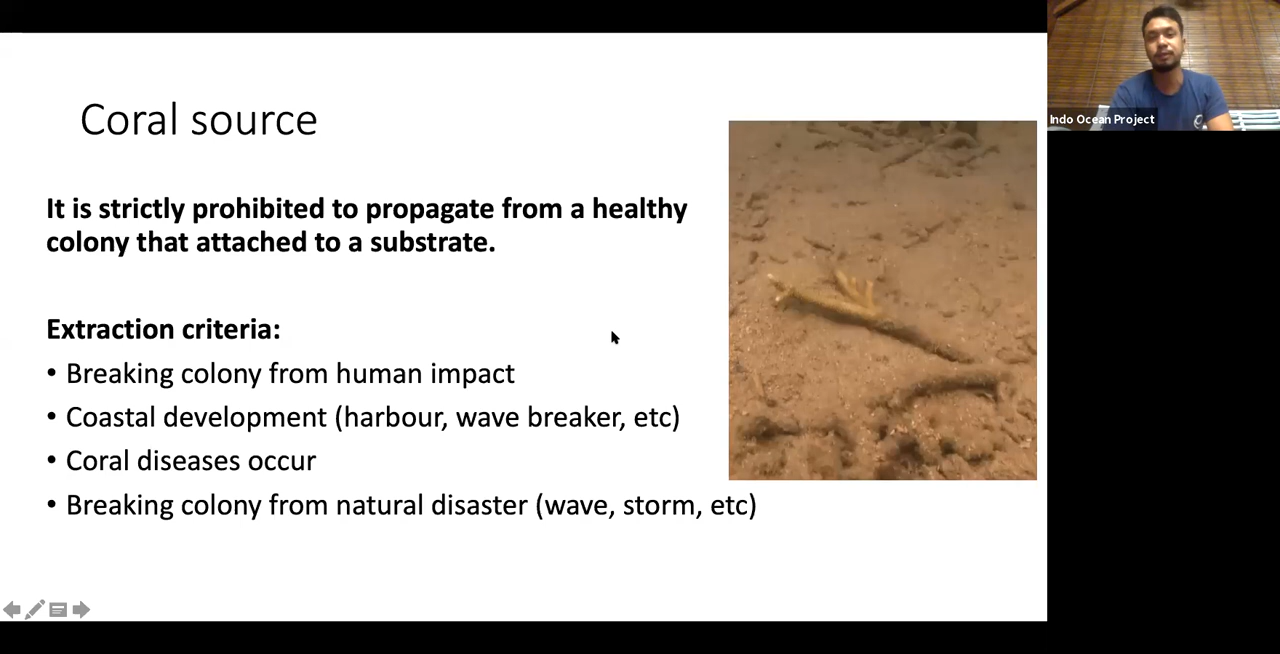 Coral source
It is strictly prohibited to propagate from a healthy
colony that attached to a substrate.
Extraction criteria:
• Breaking colony from human impact
• Coastal development (harbour, wave breaker, etc)
• Coral diseases occur
• Breaking colony from natural disaster (wave, storm, etc)
Indo Ocean Project